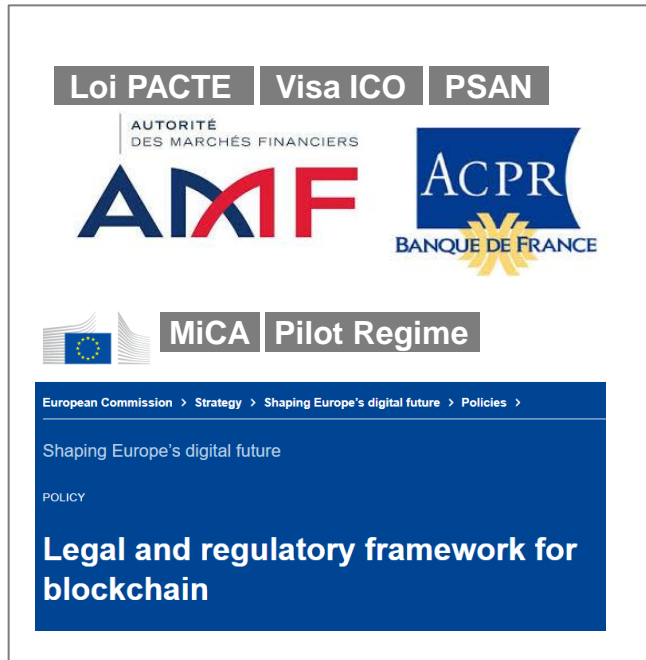 Loi PACTE Visa ICO PSAN
AUTORITÉ
DES MARCHÉS FINANCIERS
AMF
ACPR
BANQUE DE FRANCE
MiCA Pilot Regime
European Commission > Strategy > Shaping Europe's digital future > Policies >
Shaping Europe's digital future
POLICY
Legal and regulatory framework for
blockchain